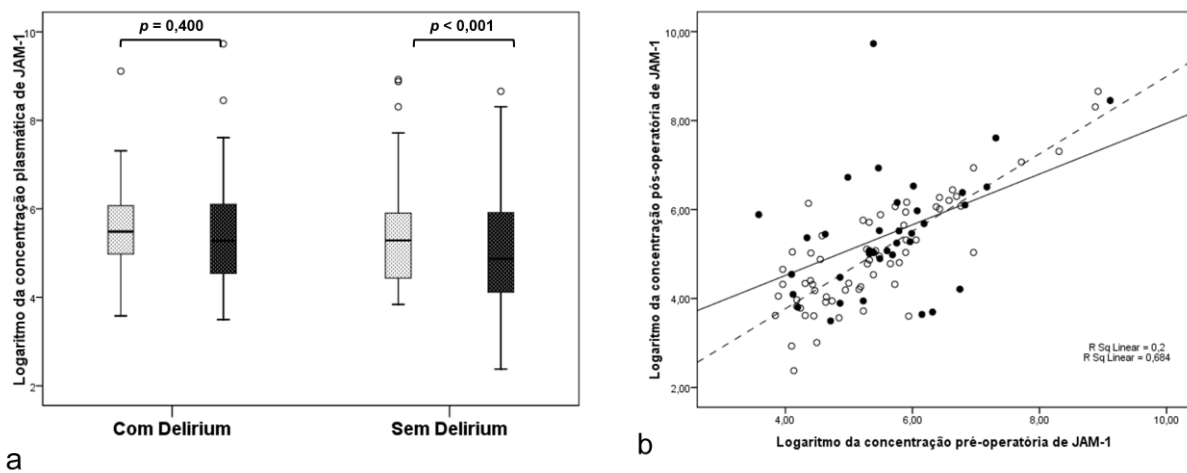 p = 0,400
p < 0,001
Logaritmo da concentração plasmática de JAM-1
10
8
6
4
2
Com Delirium
Sem Delirium
a
Logaritmo da concentração pós-operatória de JAM-1
10,00
8,00
6,00
4,00
2,00
R Sq Linear = 0,2
R Sq Linear = 0,684
4,00
6,00
8,00
10,00
Logaritmo da concentração pré-operatória de JAM-1
b